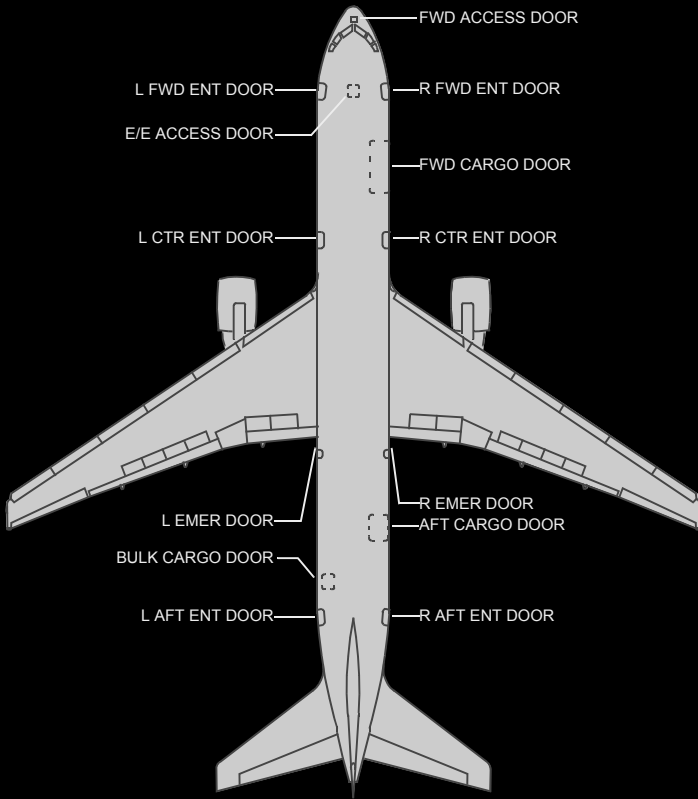 FWD ACCESS DOOR
L FWD ENT DOOR
R FWD ENT DOOR
E/E ACCESS DOOR
FWD CARGO DOOR
L CTR ENT DOOR
R CTR ENT DOOR
R EMER DOOR
L EMER DOOR
AFT CARGO DOOR
BULK CARGO DOOR
L AFT ENT DOOR
R AFT ENT DOOR